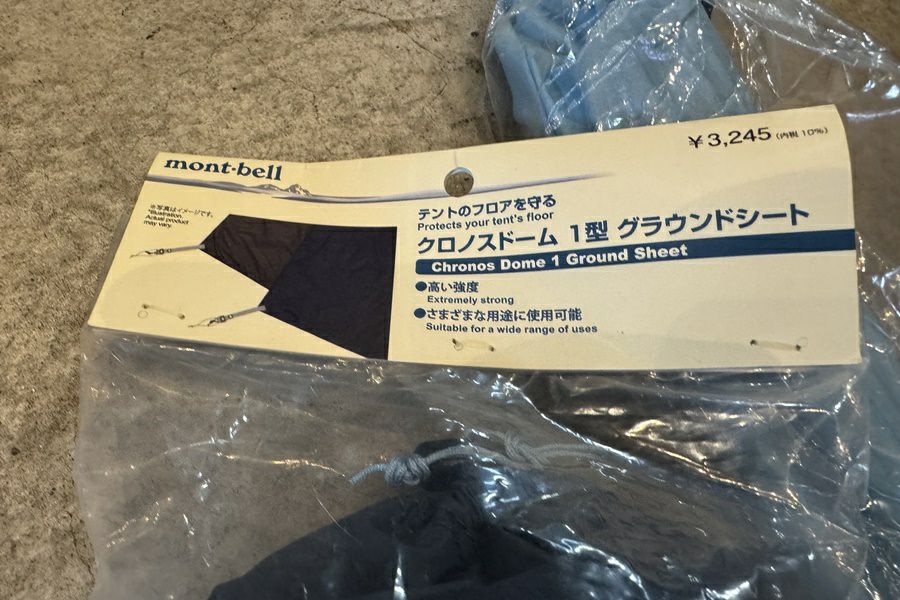 mont-bell
¥3,245 (内税 10%)
※写真はイメージです。
*Illustration.
Actual product
may vary.
テントのフロアを守る
Protects your tent's floor
クロノスドーム 1型 グラウンドシート
Chronos Dome 1 Ground Sheet
●高い強度
Extremely strong
●さまざまな用途に使用可能
Suitable for a wide range of uses